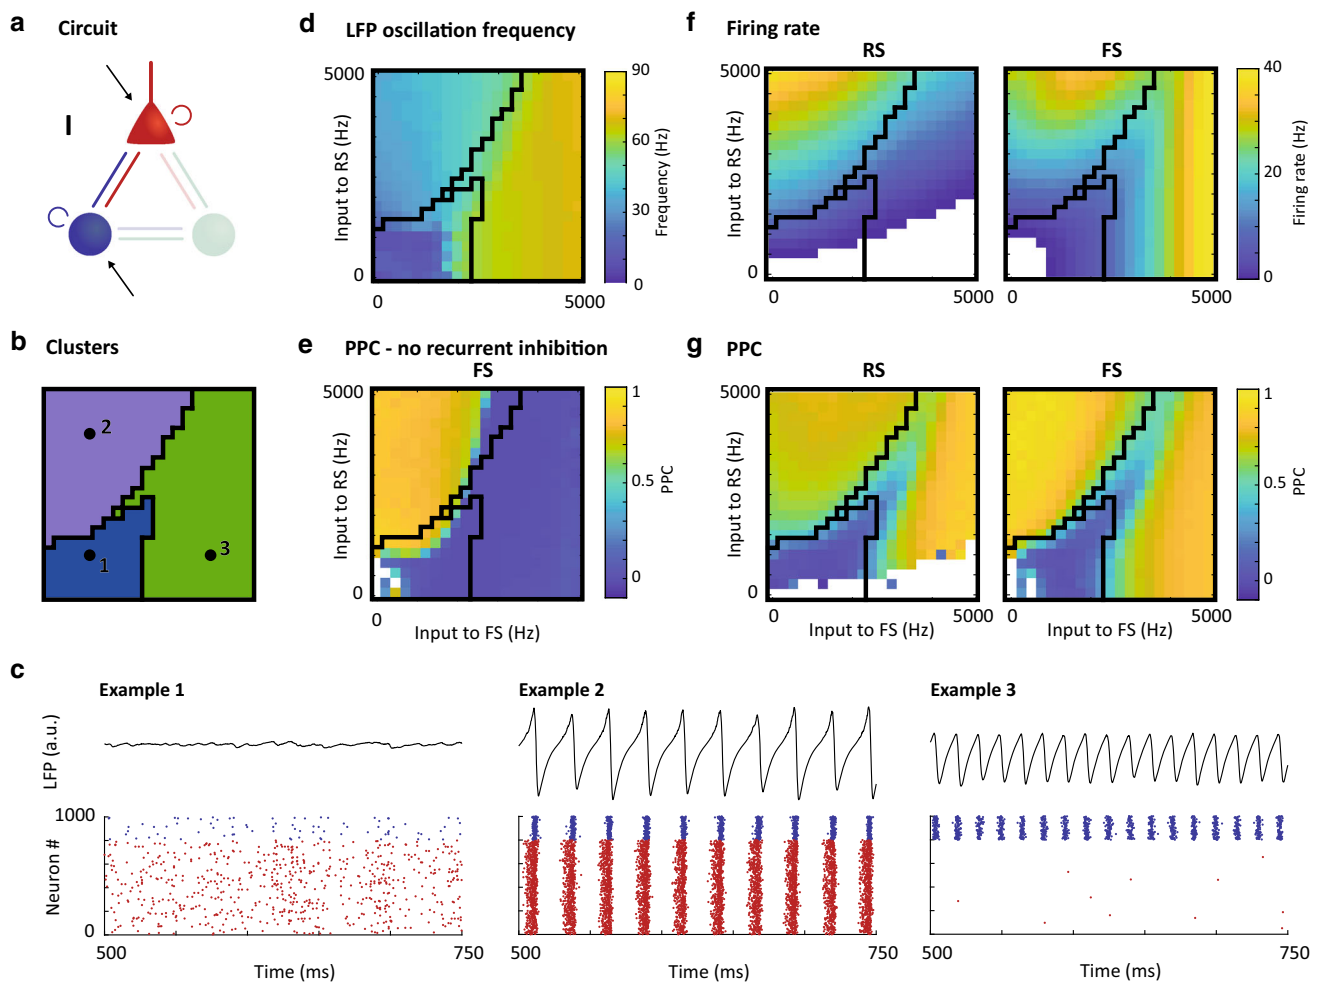 a Circuit
I
b Clusters
2
1
3
d LFP oscillation frequency
5000
Input to RS (Hz)
0
0 5000
90
60
30
0
Frequency (Hz)
e PPC - no recurrent inhibition
FS
5000
Input to RS (Hz)
0
0
Input to FS (Hz)
1
0.5
0
PPC
f Firing rate
RS FS
5000 5000
Input to RS (Hz)
0 0
0 5000 0 5000
40
20
0
Firing rate (Hz)
g PPC
RS FS
5000 5000
Input to RS (Hz)
0 0
0 5000 0 5000
Input to FS (Hz) Input to FS (Hz)
1
0.5
0
PPC
c
Example 1 Example 2 Example 3
LFP (a.u.)
1000
Neuron #
0
500 750 500 750 500 750
Time (ms) Time (ms) Time (ms)